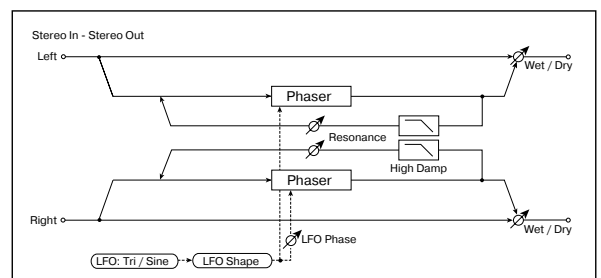 Stereo In - Stereo Out
Left
Wet / Dry
Phaser
Resonance
High Damp
Phaser
Right
Wet / Dry
LFO Phase
LFO: Tri / Sine
LFO Shape